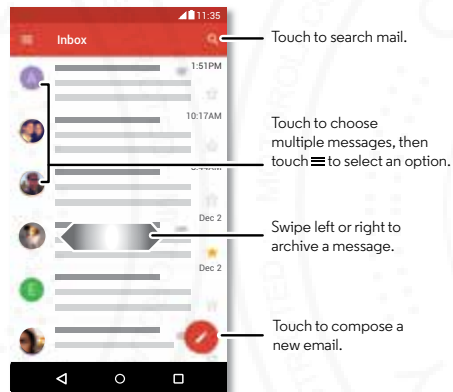 11:35
Inbox
Touch to search mail.
A
1:51PM
10:17AM
Touch to choose
multiple messages, then
touch ≡ to select an option.
Dec 2
Swipe left or right to
archive a message.
Dec 2
E
Touch to compose a
new email.